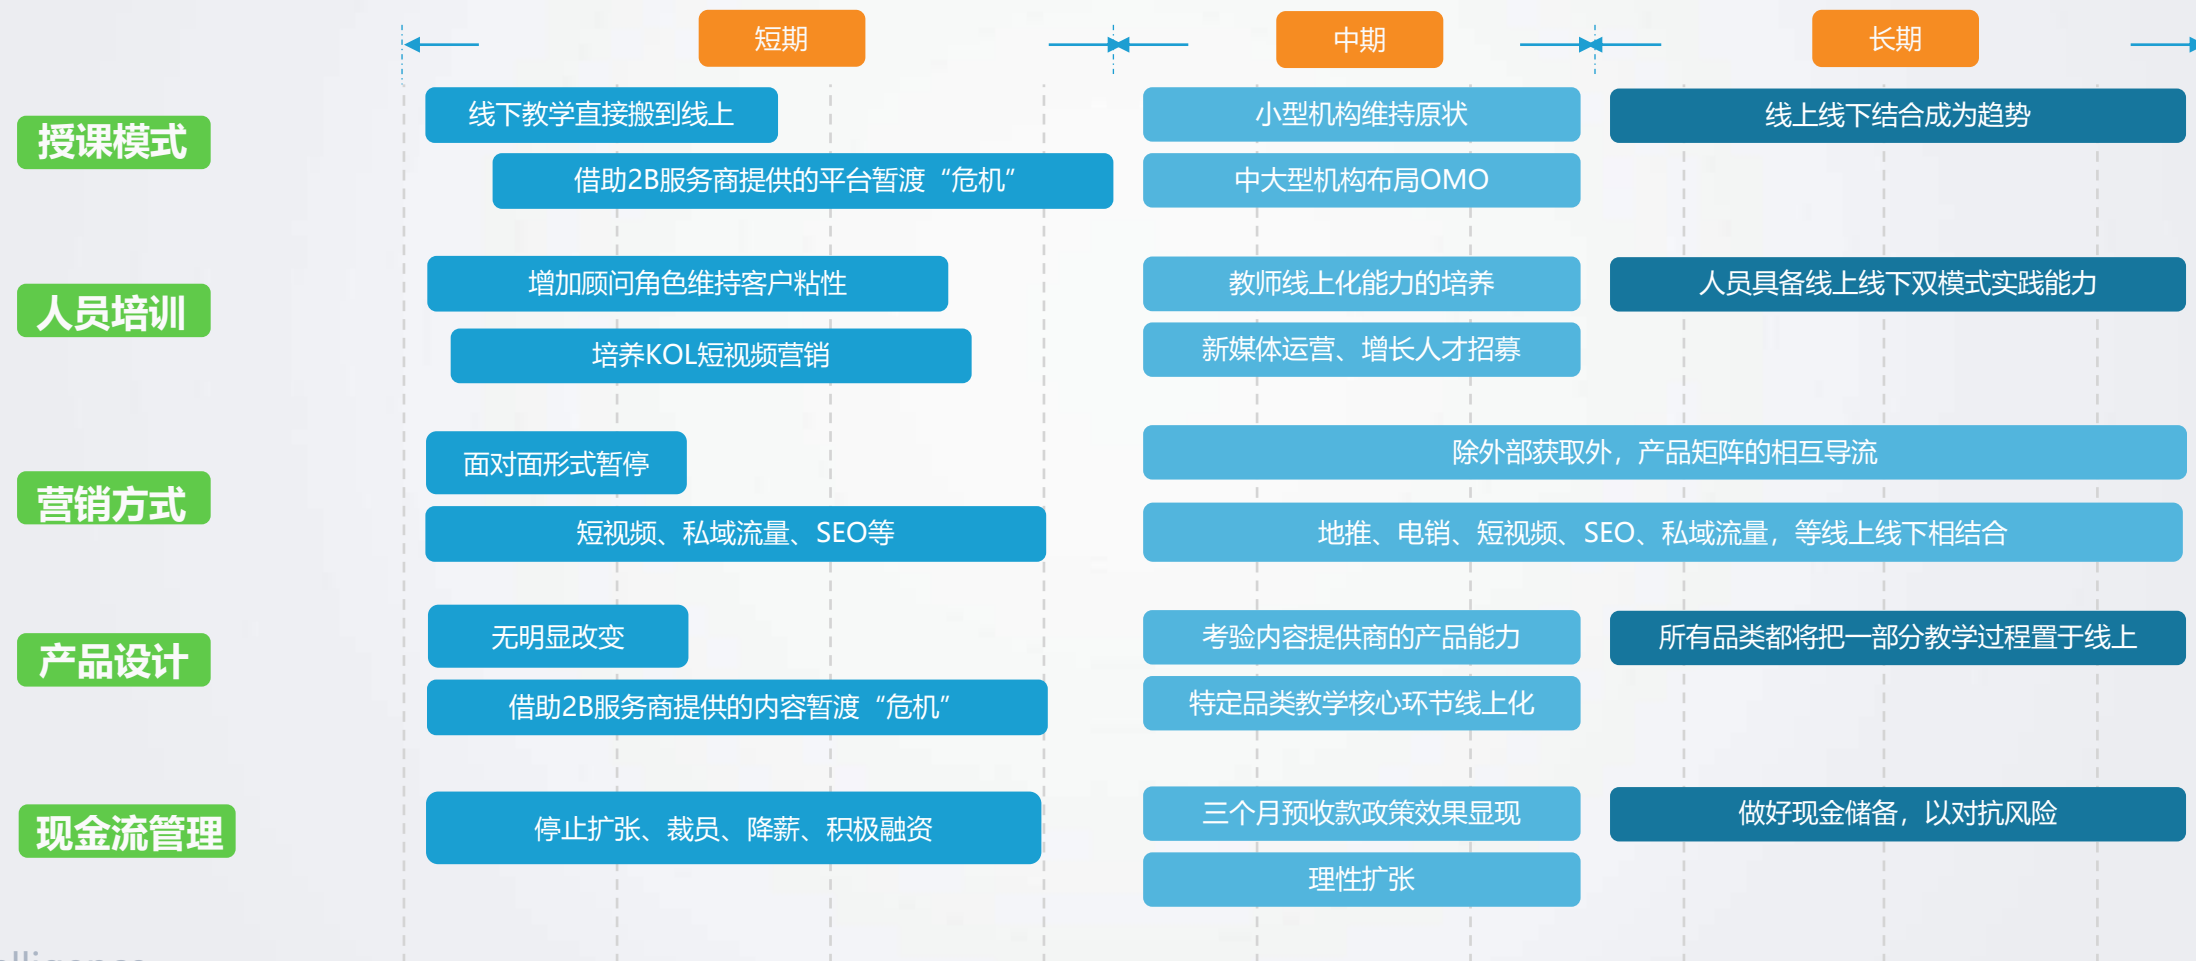 短期
中期
长期
授课模式
线下教学直接搬到线上
小型机构维持原状
线上线下结合成为趋势
借助2B服务商提供的平台暂渡“危机”
中大型机构布局OMO
人员培训
增加顾问角色维持客户粘性
教师线上化能力的培养
人员具备线上线下双模式实践能力
培养KOL短视频营销
新媒体运营、增长人才招募
营销方式
面对面形式暂停
除外部获取外，产品矩阵的相互导流
短视频、私域流量、SEO等
地推、电销、短视频、SEO、私域流量，等线上线下相结合
产品设计
无明显改变
考验内容提供商的产品能力
所有品类都将把一部分教学过程置于线上
借助2B服务商提供的内容暂渡“危机”
特定品类教学核心环节线上化
现金流管理
停止扩张、裁员、降薪、积极融资
三个月预收款政策效果显现
做好现金储备，以对抗风险
理性扩张